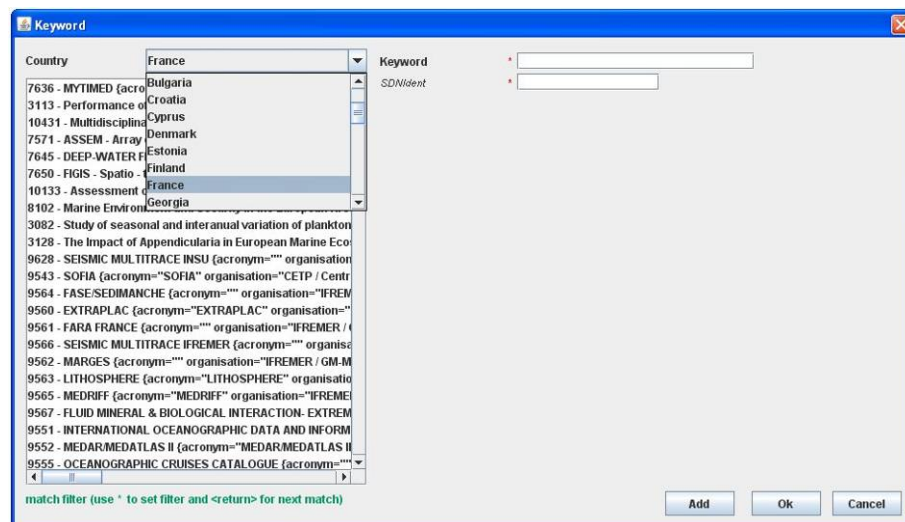 Keyword
Country
France
Keyword
*
SDNIdent
*
Bulgaria
Croatia
Cyprus
Denmark
Estonia
Finland
France
Georgia
7636 - MYTIMED {acro
3113 - Performance o
10431 - Multidisciplina
7571 - ASSEM - Array
7645 - DEEP-WATER F
7650 - FIGIS - Spatio -
10133 - Assessment
8102 - Marine Environ
3082 - Study of seasonal and interanual variation of plankton
3128 - The Impact of Appendicularia in European Marine Eco
9628 - SEISMIC MULTITRACE INSU {acronym="" organisation
9543 - SOFIA {acronym="SOFIA" organisation="CETP / Centr
9564 - FASE/SEDIMANCHE {acronym="" organisation="IFREM
9560 - EXTRAPLAC {acronym="EXTRAPLAC" organisation="
9561 - FARA FRANCE {acronym="" organisation="IFREMER /
9566 - SEISMIC MULTITRACE IFREMER {acronym="" organisa
9562 - MARGES {acronym="" organisation="IFREMER / GM-M
9563 - LITHOSPHERE {acronym="LITHOSPHERE" organisatio
9565 - MEDRIFF {acronym="MEDRIFF" organisation="IFREME
9567 - FLUID MINERAL & BIOLOGICAL INTERACTION- EXTREM
9551 - INTERNATIONAL OCEANOGRAPHIC DATA AND INFORM
9552 - MEDAR/MEDATLAS II {acronym="MEDAR/MEDATLAS II
9555 - OCEANOGRAPHIC CRUISES CATALOGUE {acronym=""
match filter (use * to set filter and <return> for next match)
Add
Ok
Cancel